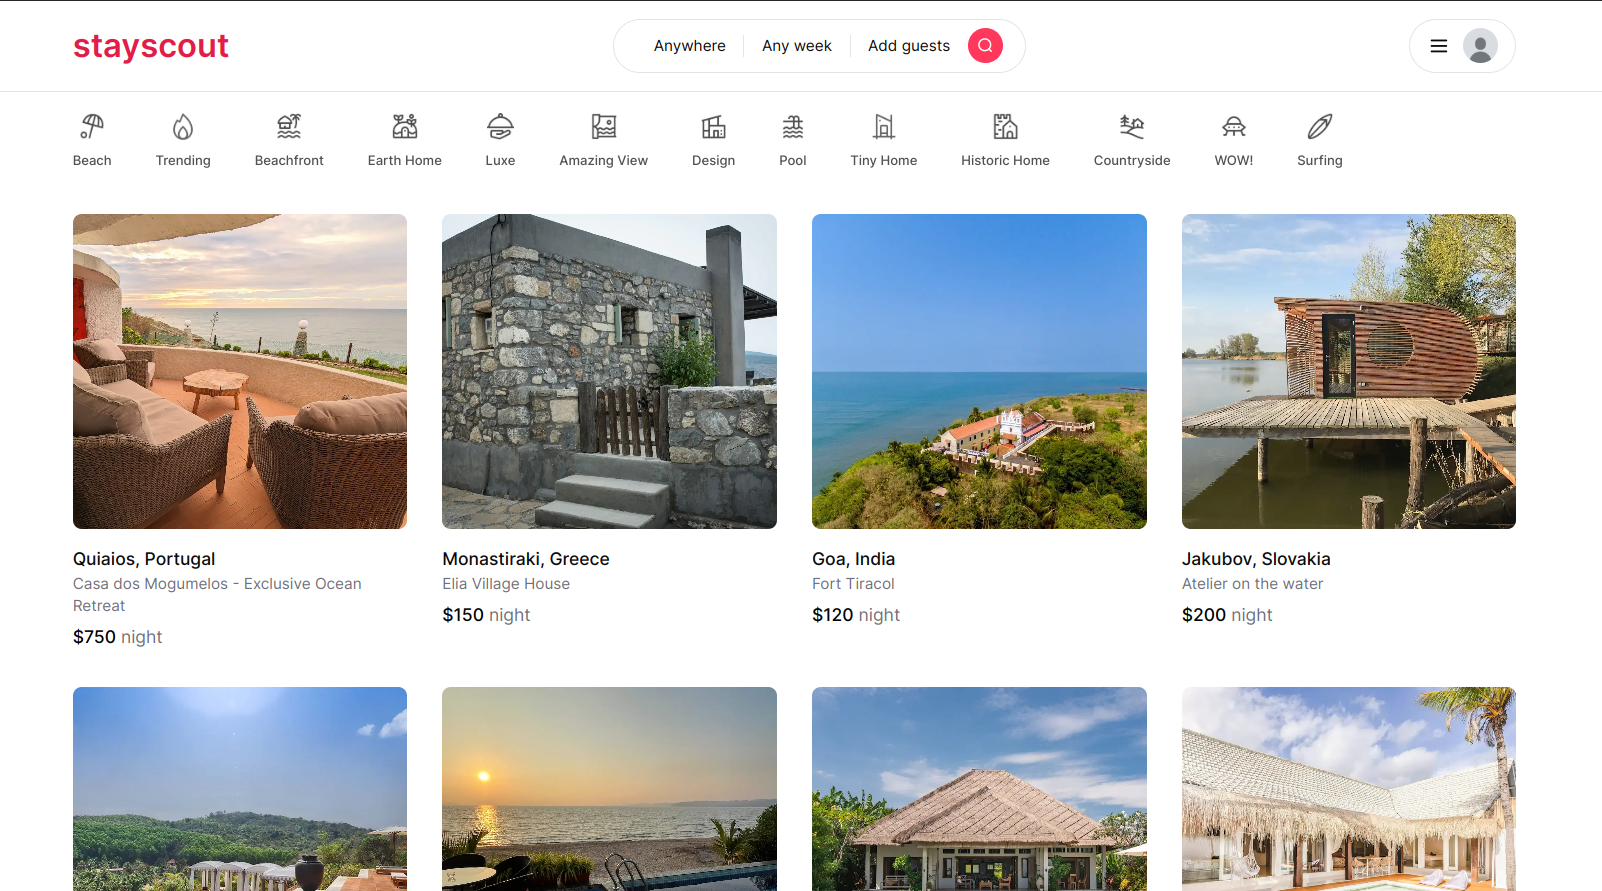 stayscout
Anywhere
Any week
Add guests
Beach
Trending
Beachfront
Earth Home
Luxe
Amazing View
Design
Pool
Tiny Home
Historic Home
Countryside
WOW!
Surfing
Quiaios, Portugal
Casa dos Mogumelos - Exclusive Ocean
Retreat
$750 night
Monastiraki, Greece
Elia Village House
$150 night
Goa, India
Fort Tiracol
$120 night
Jakubov, Slovakia
Atelier on the water
$200 night